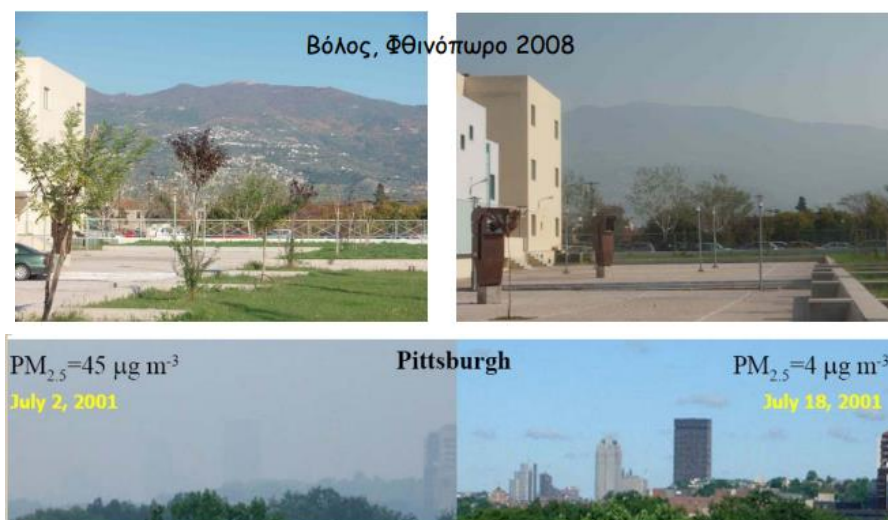 Βόλος, Φθινόπωρο 2008
PM₂.₅=45 μg m⁻³
Pittsburgh
PM₂.₅=4 μg m⁻³
July 2, 2001
July 18, 2001